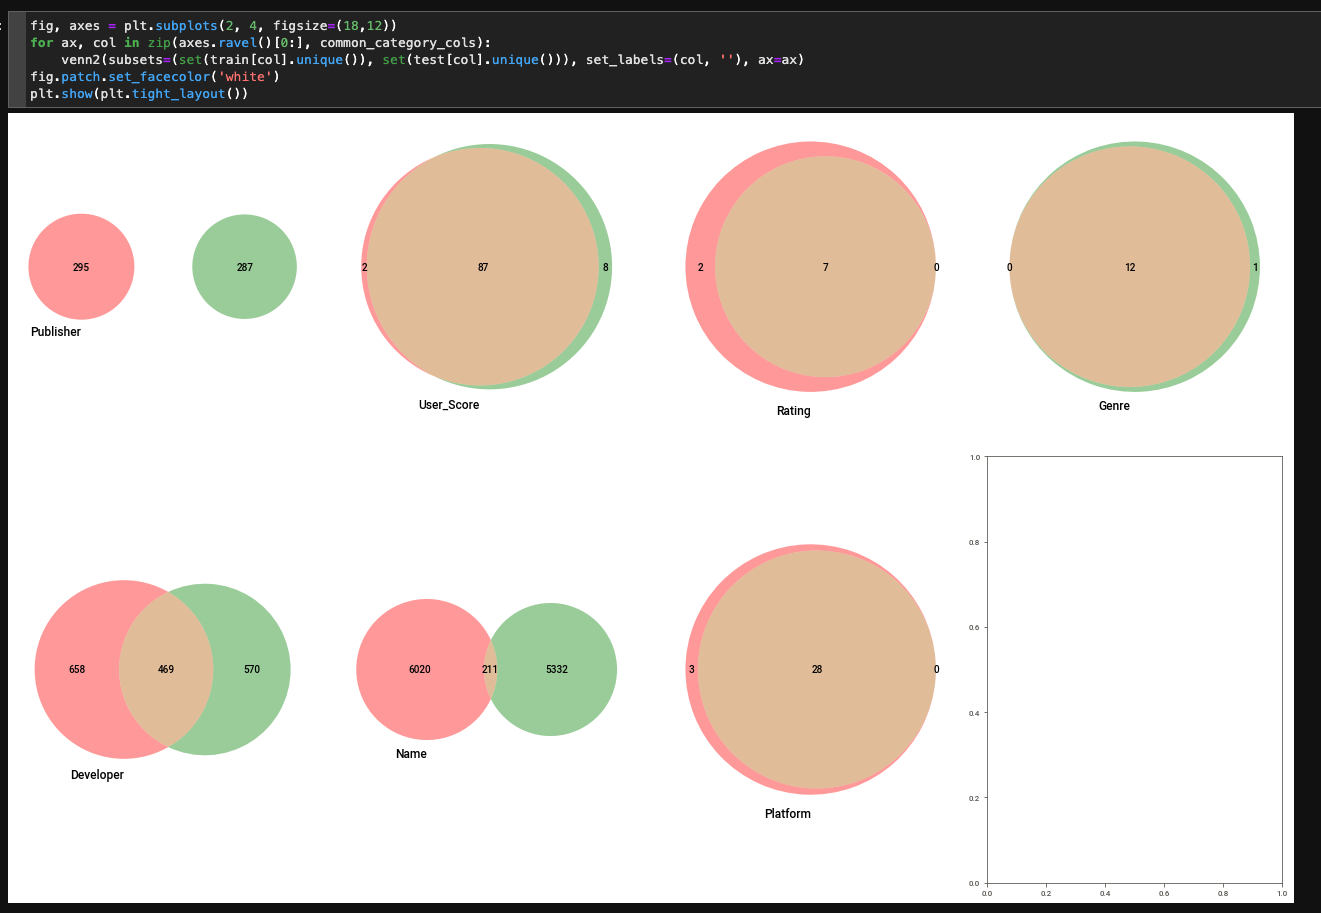 :
fig, axes = plt.subplots(2, 4, figsize=(18,12))
for ax, col in zip(axes.ravel()[0:], common_category_cols):
    venn2(subsets=(set(train[col].unique()), set(test[col].unique())), set_labels=(col, ''), ax=ax)
fig.patch.set_facecolor('white')
plt.show(plt.tight_layout())
295 287
Publisher
2 87 8
User_Score
2 7 0
Rating
0 12 1
Genre
658 469 570
Developer
6020 211 5332
Name
3 28 0
Platform
1.0
0.8
0.6
0.4
0.2
0.0
0.0 0.2 0.4 0.6 0.8 1.0